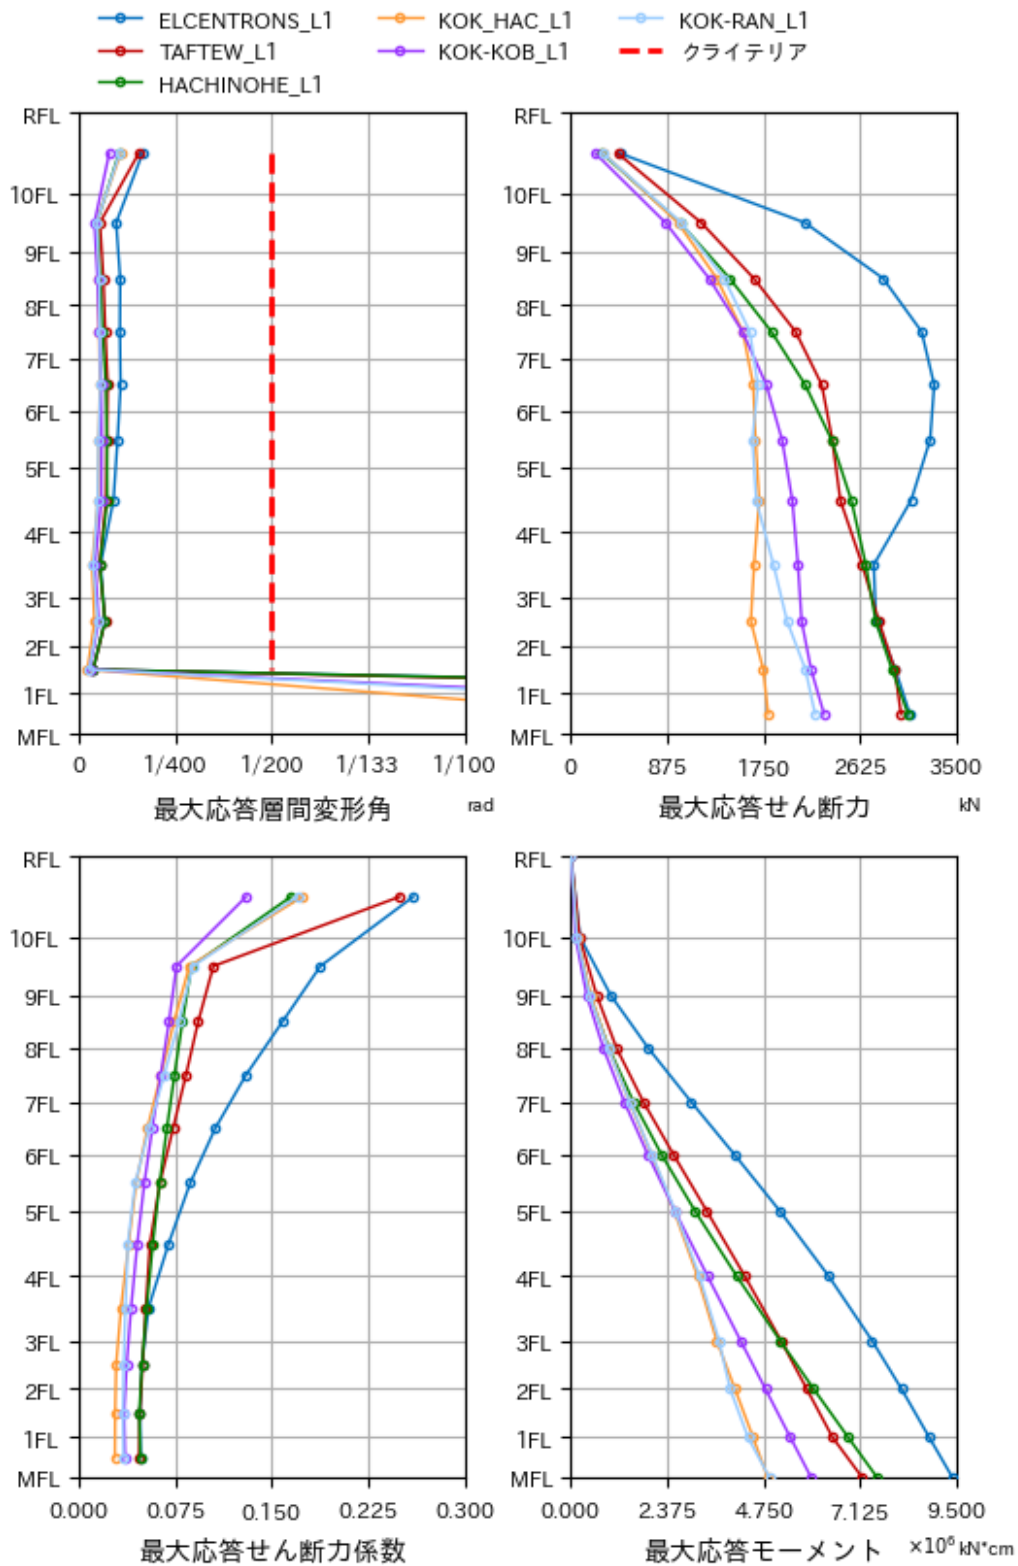 ELCENTRONS_L1 KOK_HAC_L1 KOK-RAN_L1
TAFTEW_L1 KOK-KOB_L1 クライテリア
HACHINOHE_L1
RFL
10FL
9FL
8FL
7FL
6FL
5FL
4FL
3FL
2FL
1FL
MFL
0 1/400 1/200 1/133 1/100
最大応答層間変形角 rad
RFL
10FL
9FL
8FL
7FL
6FL
5FL
4FL
3FL
2FL
1FL
MFL
0 875 1750 2625 3500
最大応答せん断力 kN
RFL
10FL
9FL
8FL
7FL
6FL
5FL
4FL
3FL
2FL
1FL
MFL
0.000 0.075 0.150 0.225 0.300
最大応答せん断力係数
RFL
10FL
9FL
8FL
7FL
6FL
5FL
4FL
3FL
2FL
1FL
MFL
0.000 2.375 4.750 7.125 9.500
最大応答モーメント ×10⁶ kN*cm